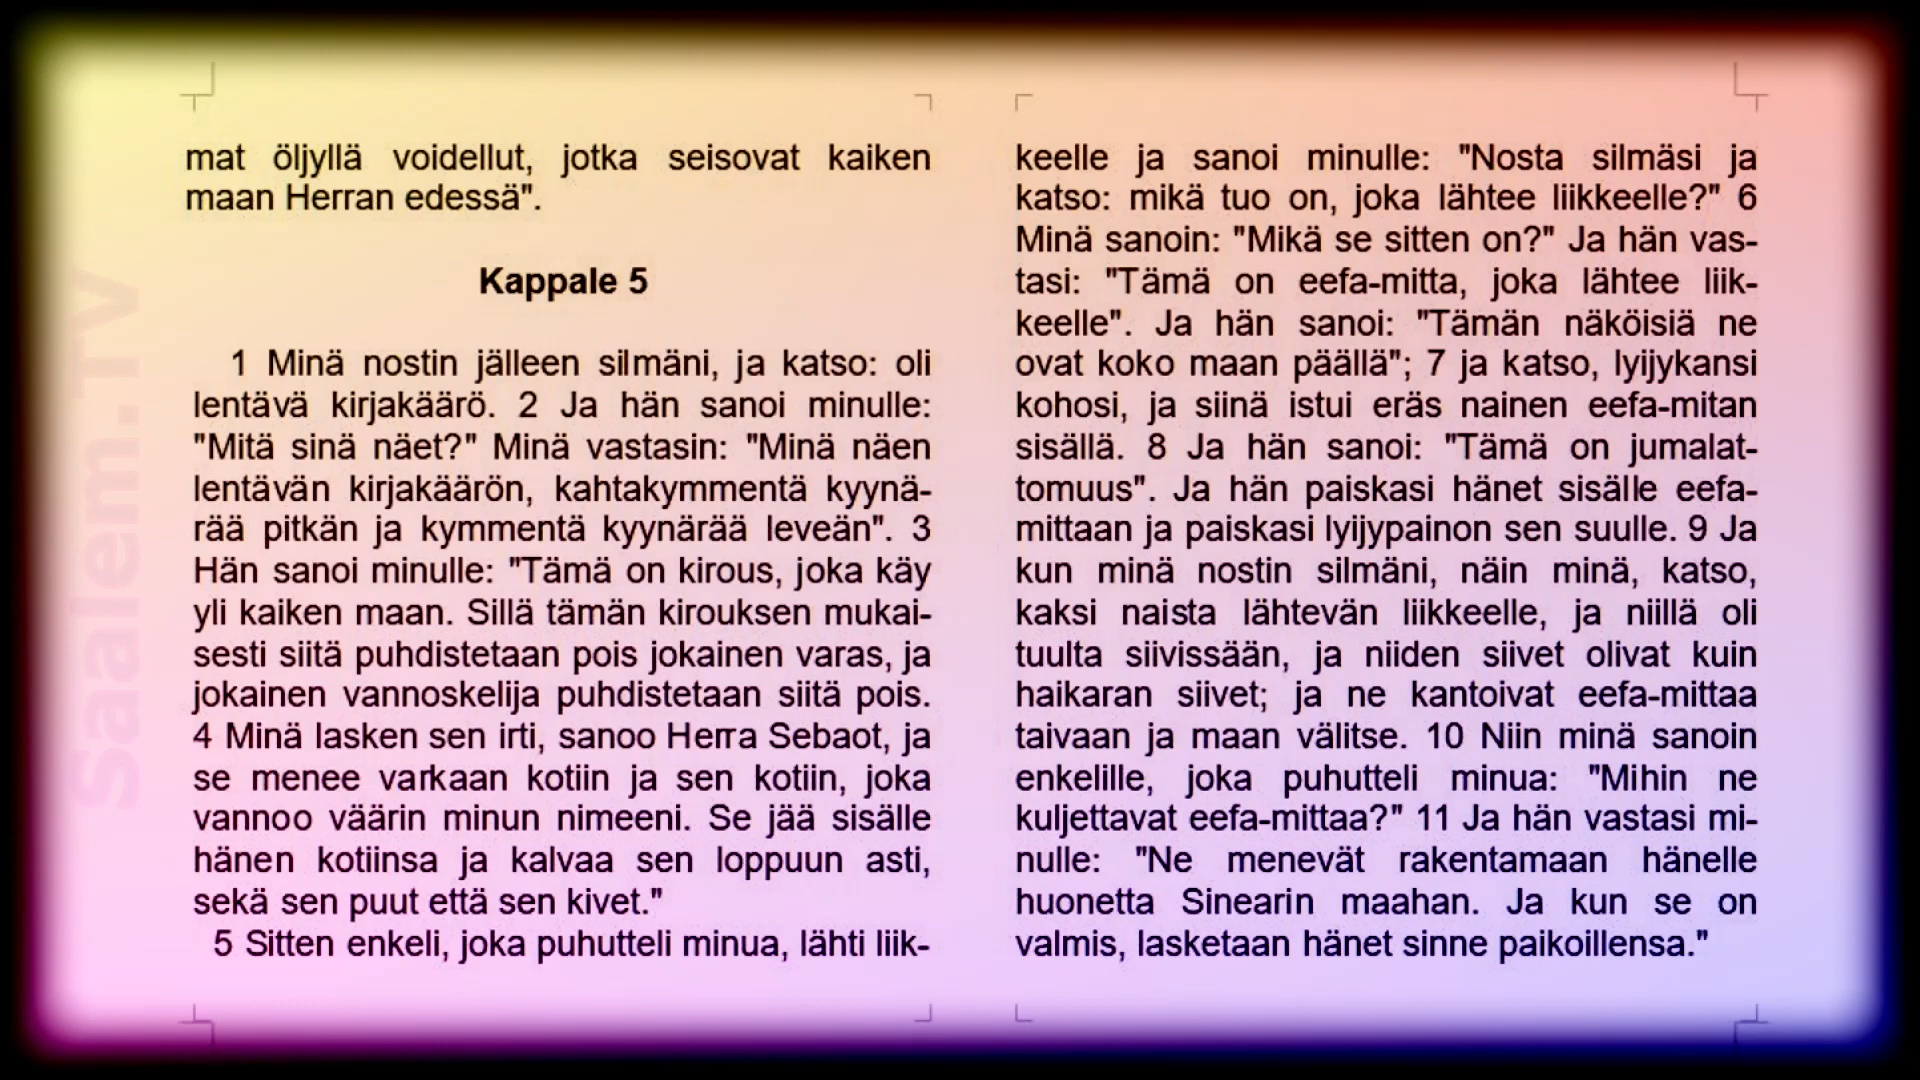 mat öljyllä voidellut, jotka seisovat kaiken
maan Herran edessä".
Kappale 5
1 Minä nostin jälleen silmäni, ja katso: oli
lentävä kirjakäärö. 2 Ja hän sanoi minulle:
"Mitä sinä näet?" Minä vastasin: "Minä näen
lentävän kirjakäärön, kahtakymmentä kyynä-
rää pitkän ja kymmentä kyynärää leveän". 3
Hän sanoi minulle: "Tämä on kirous, joka käy
yli kaiken maan. Sillä tämän kirouksen mukai-
sesti siitä puhdistetaan pois jokainen varas, ja
jokainen vannoskelija puhdistetaan siitä pois.
4 Minä lasken sen irti, sanoo Herra Sebaot, ja
se menee varkaan kotiin ja sen kotiin, joka
vannoo väärin minun nimeeni. Se jää sisälle
hänen kotiinsa ja kalvaa sen loppuun asti,
sekä sen puut että sen kivet."
5 Sitten enkeli, joka puhutteli minua, lähti liik-
keelle ja sanoi minulle: "Nosta silmäsi ja
katso: mikä tuo on, joka lähtee liikkeelle?" 6
Minä sanoin: "Mikä se sitten on?" Ja hän vas-
tasi: "Tämä on eefa-mitta, joka lähtee liik-
keelle". Ja hän sanoi: "Tämän näköisiä ne
ovat koko maan päällä"; 7 ja katso, lyijykansi
kohosi, ja siinä istui eräs nainen eefa-mitan
sisällä. 8 Ja hän sanoi: "Tämä on jumalat-
tomuus". Ja hän paiskasi hänet sisälle eefa-
mittaan ja paiskasi lyijypainon sen suulle. 9 Ja
kun minä nostin silmäni, näin minä, katso,
kaksi naista lähtevän liikkeelle, ja niillä oli
tuulta siivissään, ja niiden siivet olivat kuin
haikaran siivet; ja ne kantoivat eefa-mittaa
taivaan ja maan välitse. 10 Niin minä sanoin
enkelille, joka puhutteli minua: "Mihin ne
kuljettavat eefa-mittaa?" 11 Ja hän vastasi mi-
nulle: "Ne menevät rakentamaan hänelle
huonetta Sinearin maahan. Ja kun se on
valmis, lasketaan hänet sinne paikoillensa."
Saalem.TV